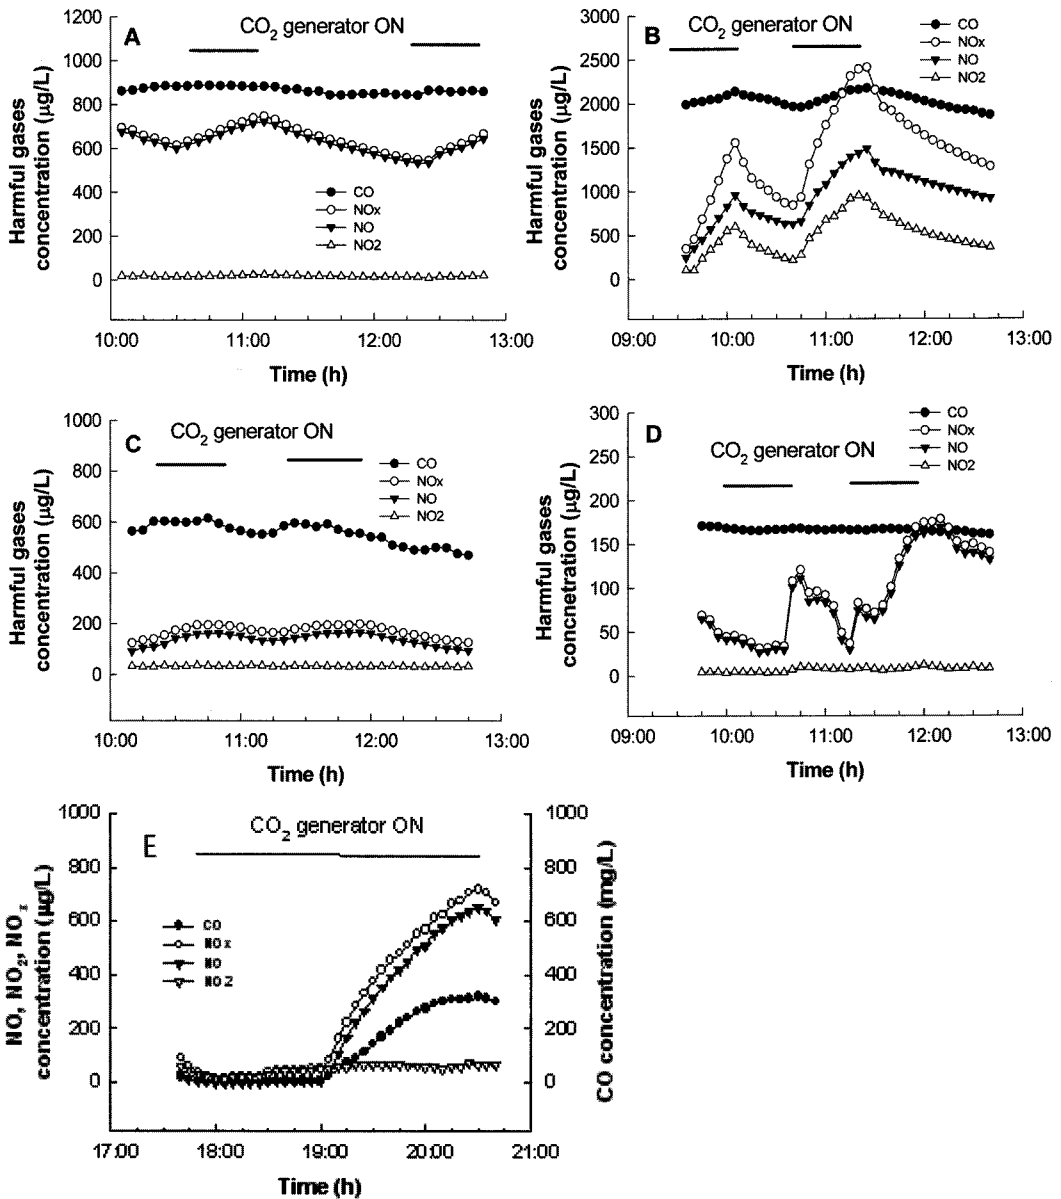 A
CO2 generator ON
1200
1000
800
600
400
200
0
Harmful gases
concentration (µg/L)
CO
NOx
NO
NO2
10:00 11:00 12:00 13:00
Time (h)
B
CO2 generator ON
3000
2500
2000
1500
1000
500
0
Harmful gases
concentration (µg/L)
CO
NOx
NO
NO2
09:00 10:00 11:00 12:00 13:00
Time (h)
C
CO2 generator ON
1000
800
600
400
200
0
Harmful gases
concentration (µg/L)
CO
NOx
NO
NO2
10:00 11:00 12:00 13:00
Time (h)
D
CO2 generator ON
300
250
200
150
100
50
0
Harmful gases
concnetration (µg/L)
CO
NOx
NO
NO2
09:00 10:00 11:00 12:00 13:00
Time (h)
E
CO2 generator ON
1000
800
600
400
200
0
NO, NO2, NOx
concentration (µg/L)
CO
NOx
NO
NO2
1000
800
600
400
200
0
CO concentration (mg/L)
17:00 18:00 19:00 20:00 21:00
Time (h)